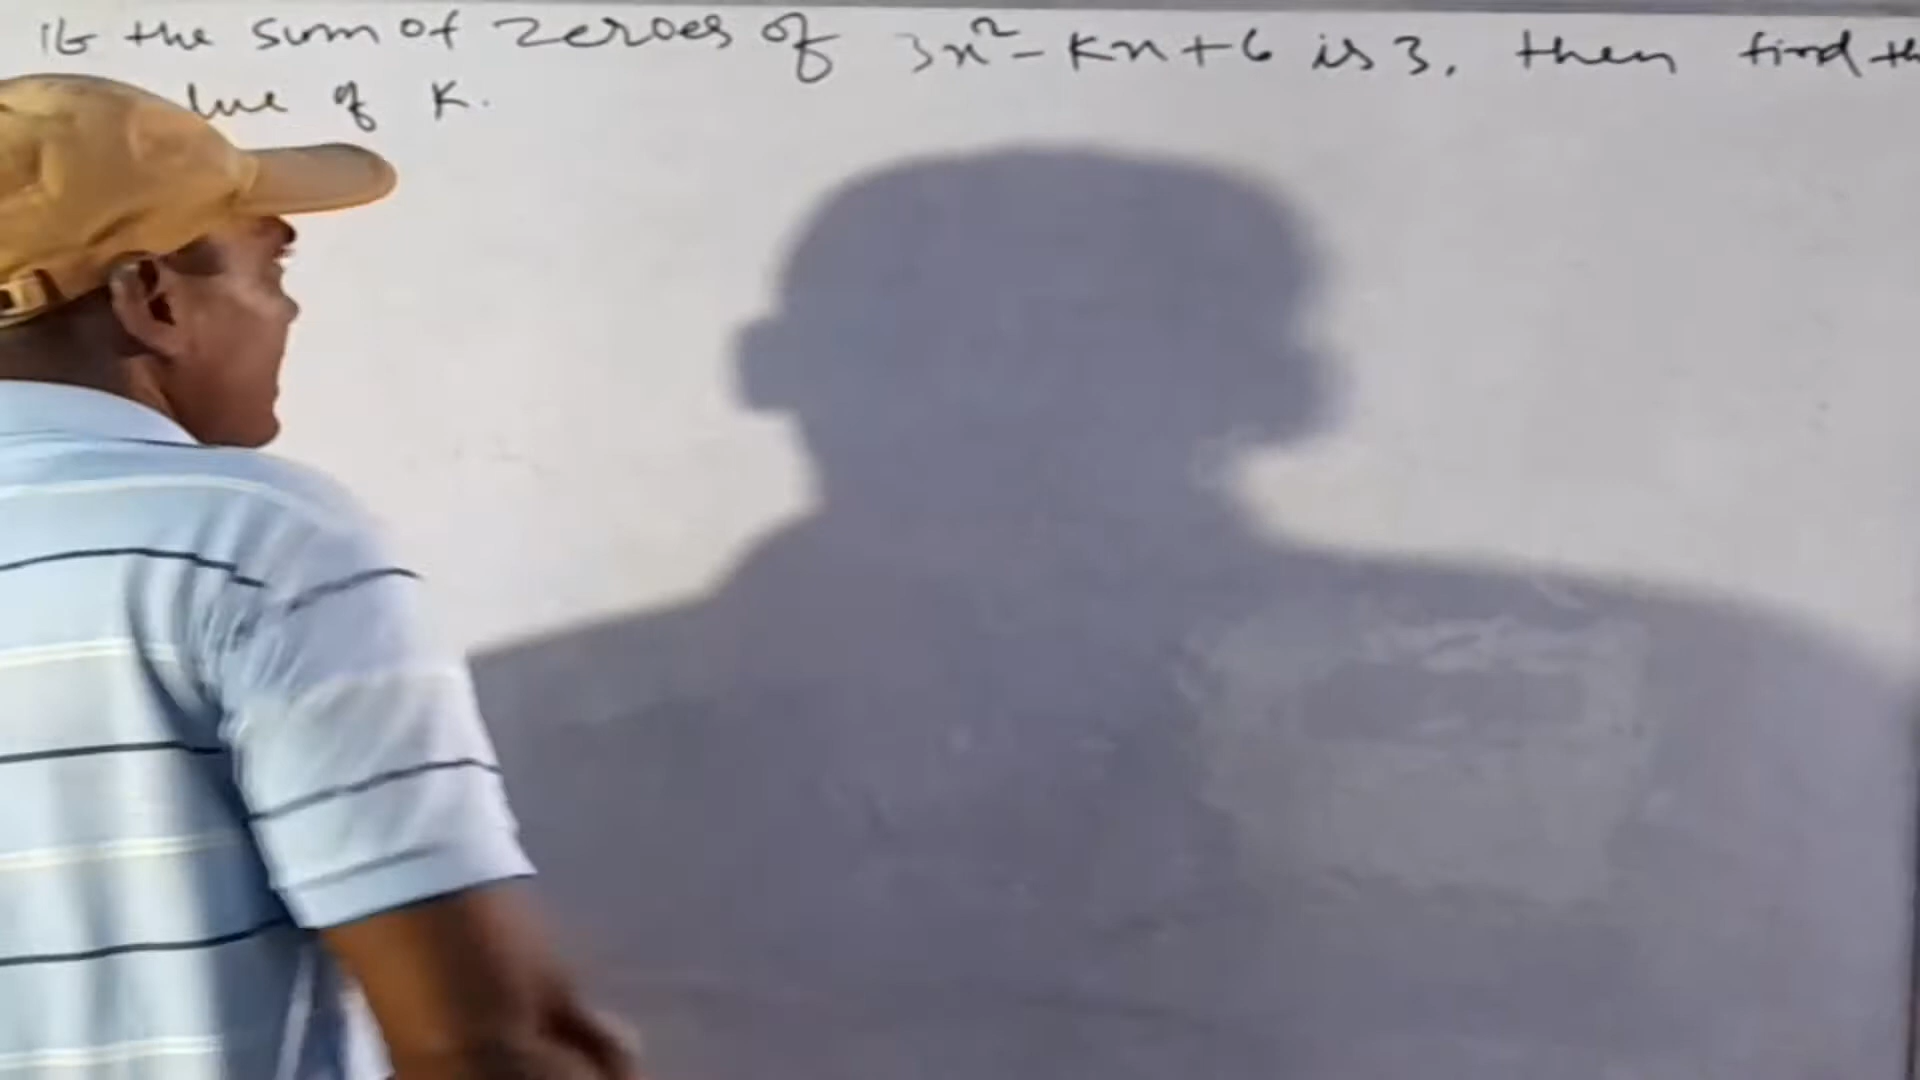 If the sum of zeroes of 3x² - Kx + 6 is 3, then find th
lue of K.